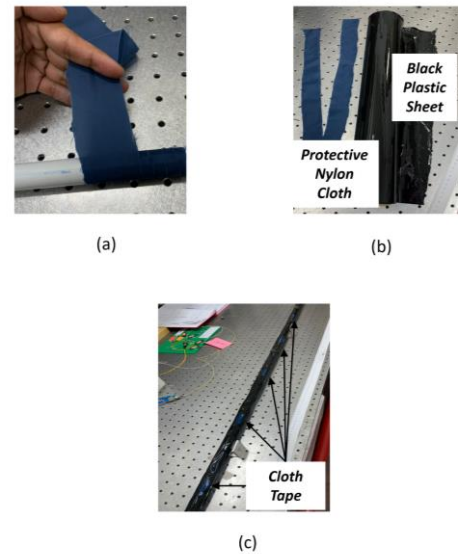 Black
Plastic
Sheet
Protective
Nylon
Cloth
(a)
(b)
Cloth
Tape
(c)